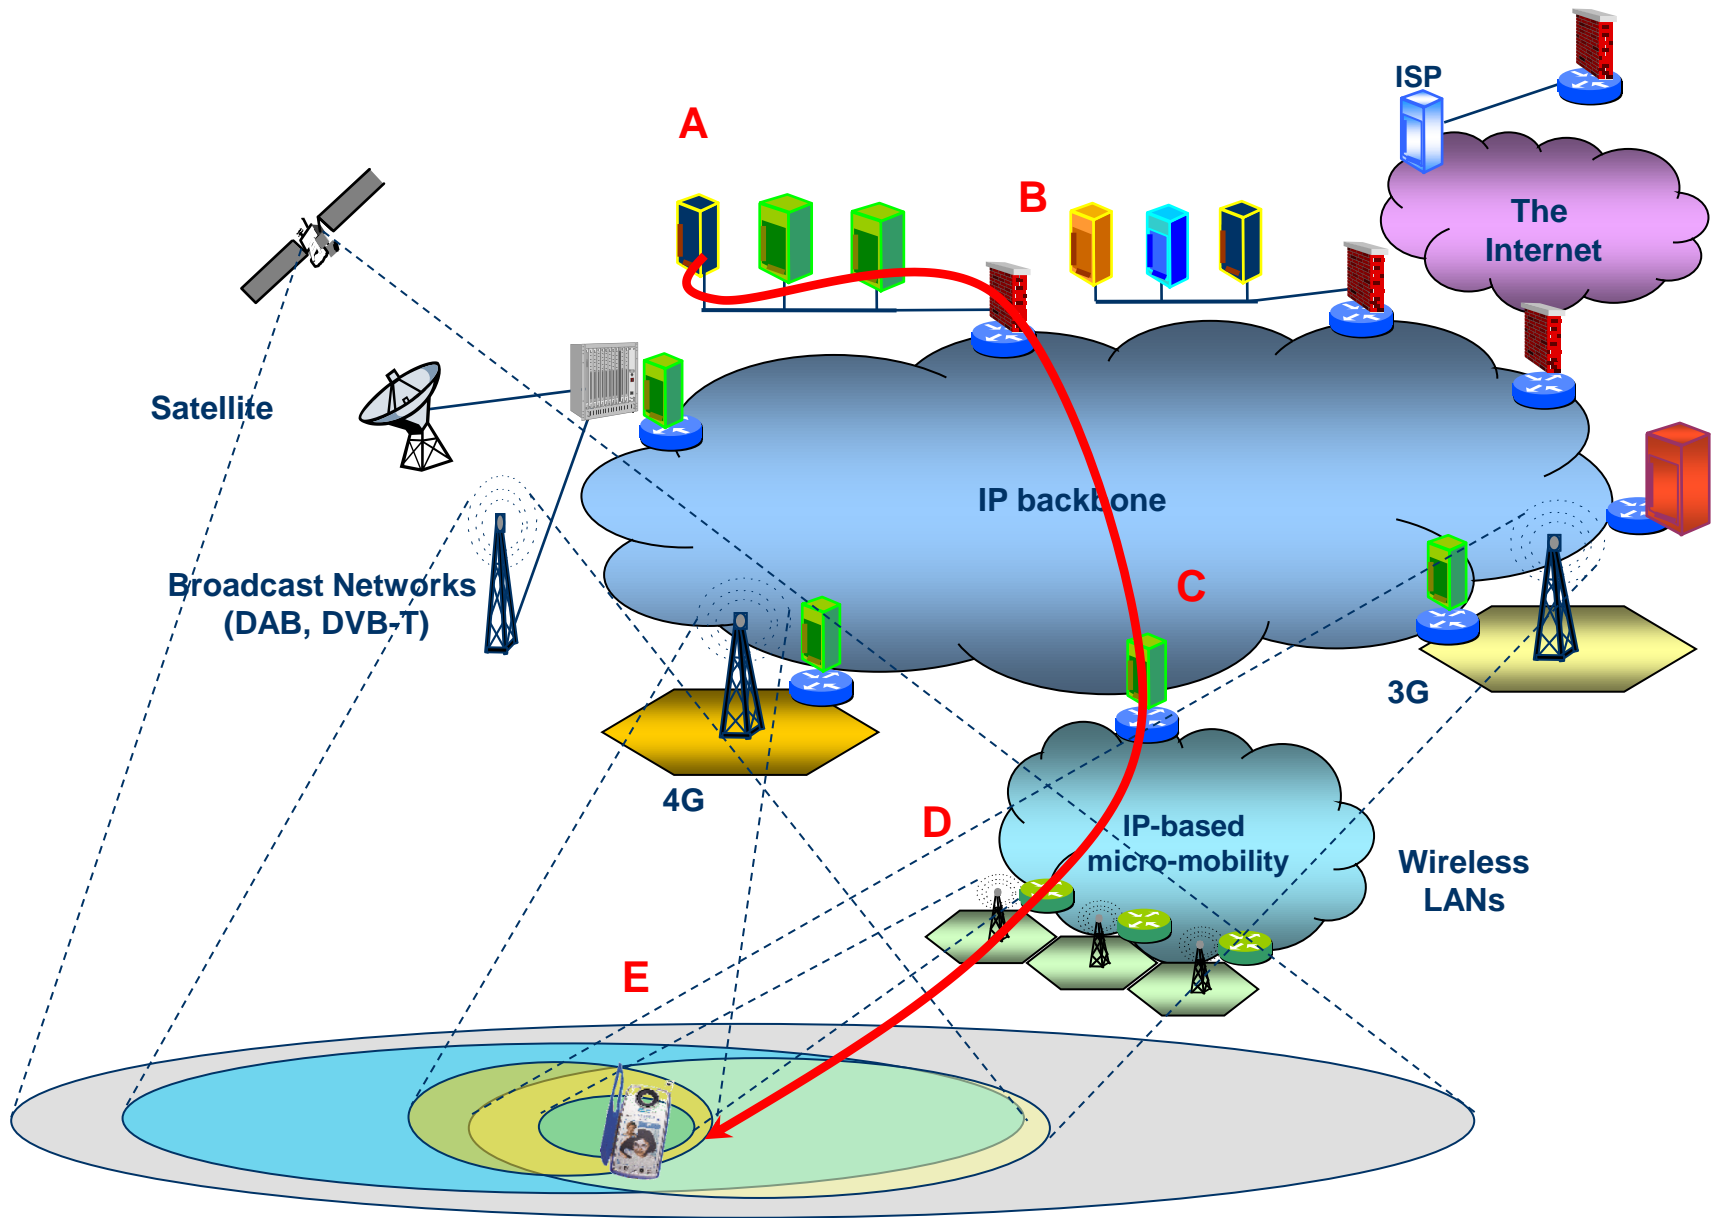 ISP
A
B
The
Internet
Satellite
IP backbone
Broadcast Networks
(DAB, DVB-T)
C
3G
4G
D
IP-based
micro-mobility
Wireless
LANs
E